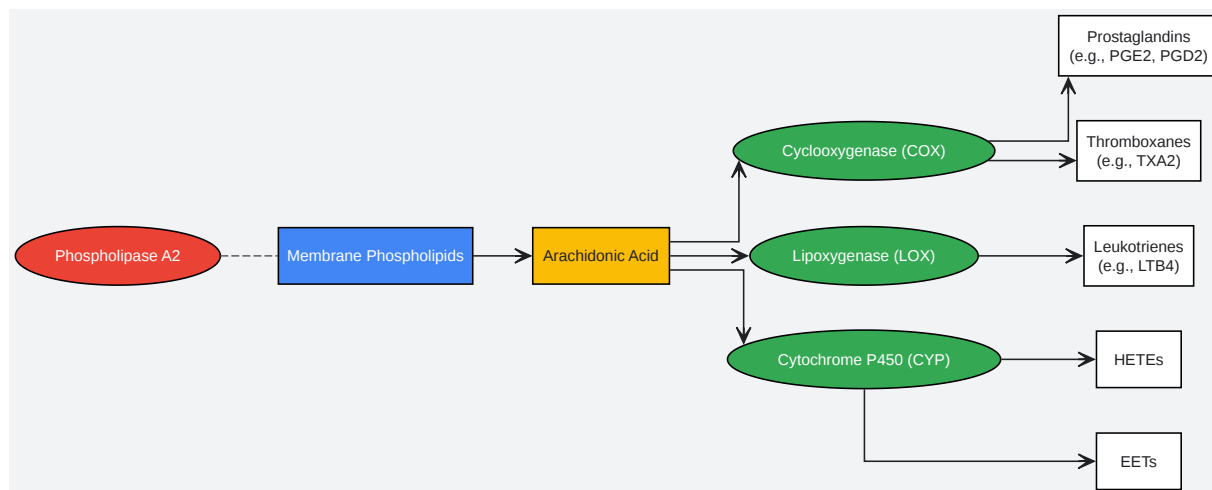 Prostaglandins
(e.g., PGE2, PGD2)
Cyclooxygenase (COX)
Thromboxanes
(e.g., TXA2)
Phospholipase A2
Membrane Phospholipids
Arachidonic Acid
Lipoxygenase (LOX)
Leukotrienes
(e.g., LTB4)
Cytochrome P450 (CYP)
HETEs
EETs